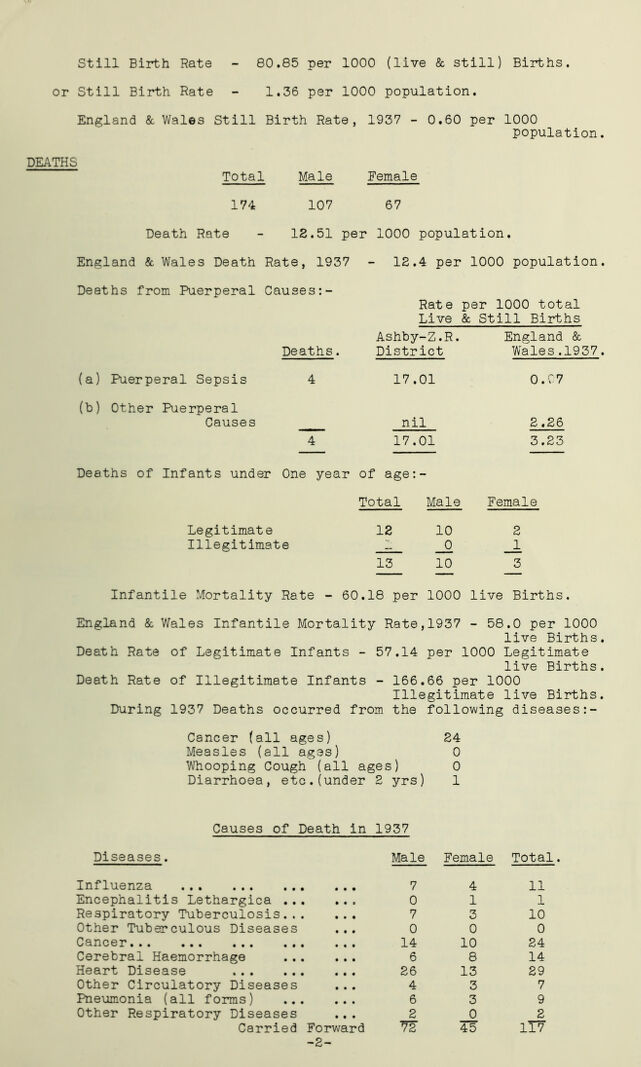 Still Birth Rate - 80.85 per 1000 (live & still) Births.
or Still Birth Rate - 1.36 per 1000 population.
England & Wales Still Birth Rate, 1937 - 0.60 per 1000
population.
DEATHS
Total Male Female
174 107 67
Death Rate - 12.51 per 1000 population.
England & Wales Death Rate, 1937 - 12.4 per 1000 population.
Deaths from Puerperal Causes:-
Rate per 1000 total
Live & Still Births
Ashby-Z.R. England &
Deaths. District Wales.1937.
(a) Puerperal Sepsis 4 17.01 0.97
(b) Other Puerperal
Causes nil 2.26
4 17.01 3.23
Deaths of Infants under One year of age:-
Total Male Female
Legitimate 12 10 2
Illegitimate 1 0 1
13 10 3
Infantile Mortality Rate - 60.18 per 1000 live Births.
England & Wales Infantile Mortality Rate,1937 - 58.0 per 1000
live Births.
Death Rate of Legitimate Infants - 57.14 per 1000 Legitimate
live Births.
Death Rate of Illegitimate Infants - 166.66 per 1000
Illegitimate live Births.
During 1937 Deaths occurred from the following diseases:-
Cancer (all ages) 24
Measles (all ages) 0
Whooping Cough (all ages) 0
Diarrhoea, etc.(under 2 yrs) 1
Causes of Death in 1937
Diseases. Male Female Total.
Influenza ... ... ... ... 7 4 11
Encephalitis Lethargica ... ... 0 1 1
Respiratory Tuberculosis... ... 7 3 10
Other Tuberculous Diseases ... 0 0 0
Cancer... ... ... ... ... 14 10 24
Cerebral Haemorrhage ... ... 6 8 14
Heart Disease ... ... ... 26 13 29
Other Circulatory Diseases ... 4 3 7
Pneumonia (all forms) ... ... 6 3 9
Other Respiratory Diseases ... 2 0 2
Carried Forward 72 45 117
-2-